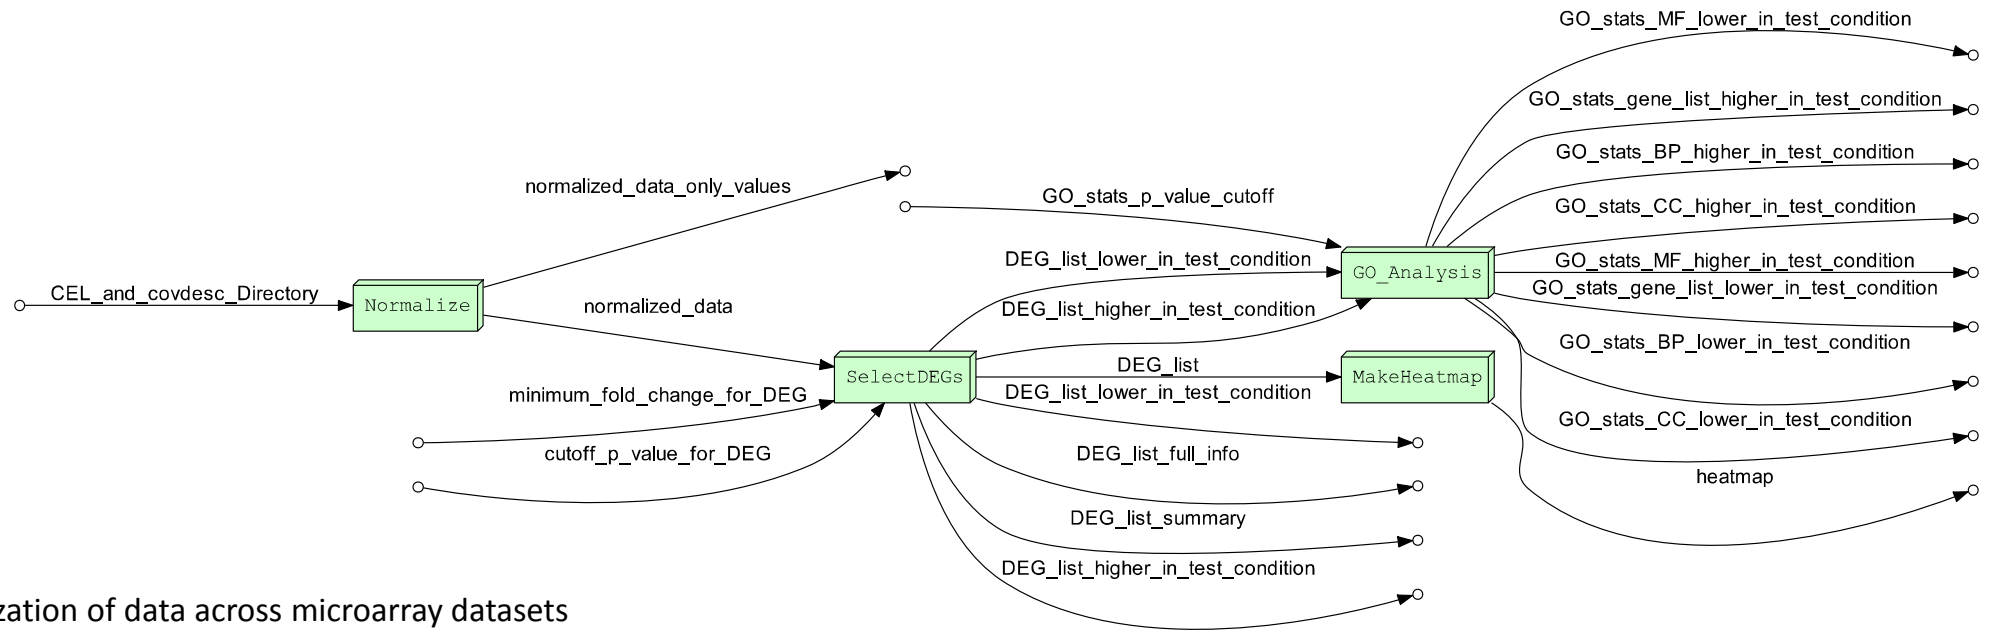 GO_stats_MF_lower_in_test_condition
GO_stats_gene_list_higher_in_test_condition
GO_stats_BP_higher_in_test_condition
normalized_data_only_values
GO_stats_p_value_cutoff
GO_stats_CC_higher_in_test_condition
DEG_list_lower_in_test_condition
GO_Analysis
GO_stats_MF_higher_in_test_condition
CEL_and_covdesc_Directory
Normalize
GO_stats_gene_list_lower_in_test_condition
normalized_data
DEG_list_higher_in_test_condition
GO_stats_BP_lower_in_test_condition
SelectDEGs
DEG_list
MakeHeatmap
minimum_fold_change_for_DEG
DEG_list_lower_in_test_condition
GO_stats_CC_lower_in_test_condition
cutoff_p_value_for_DEG
DEG_list_full_info
heatmap
DEG_list_summary
DEG_list_higher_in_test_condition
zation of data across microarray datasets